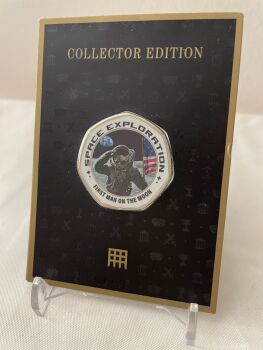 COLLECTOR EDITION
SPACE EXPLORATION
FIRST MAN ON THE MOON